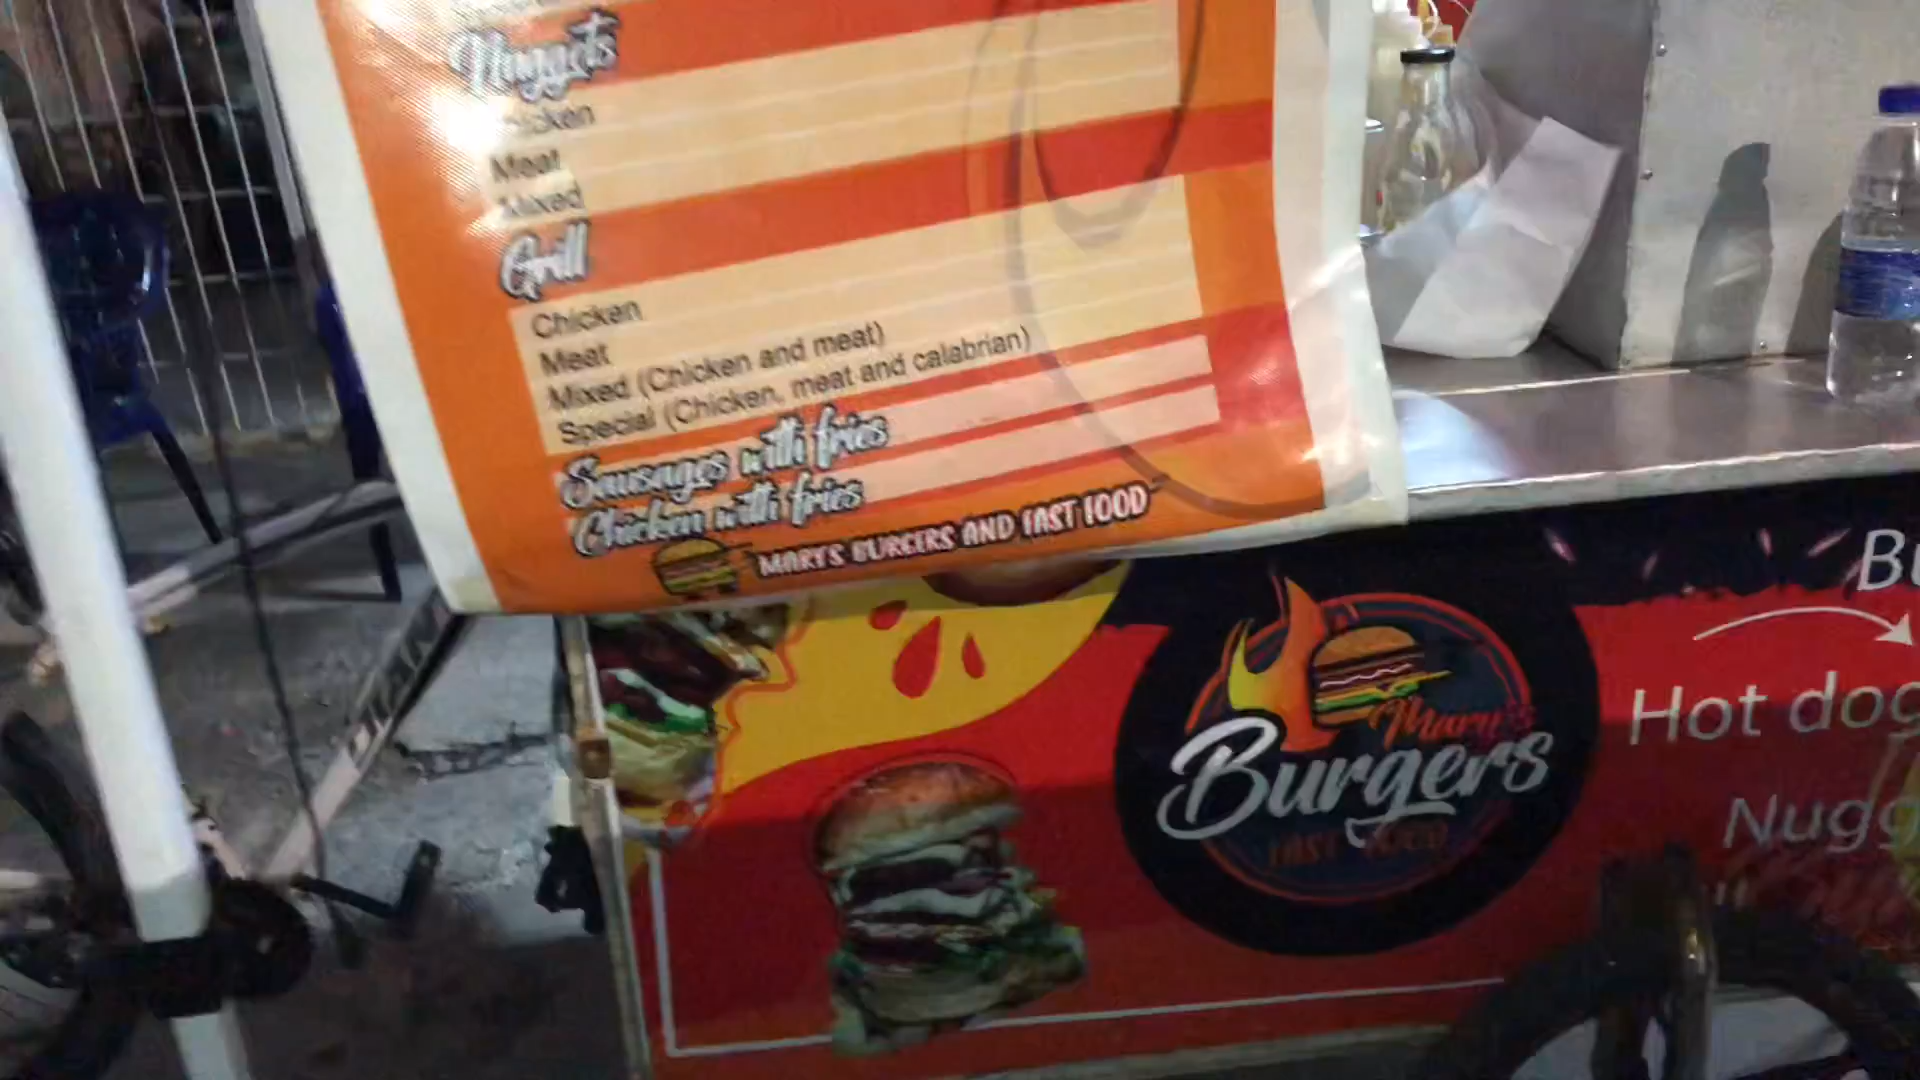 Nuggets
Chicken
Meat
Mixed
Grill
Chicken
Meat
Mixed (Chicken and meat)
Special (Chicken, meat and calabrian)
Sausages with fries
Chicken with fries
MARY'S BURGERS AND FAST FOOD
Mary's
Burgers
FAST FOOD
Bu
Hot dog
Nugg